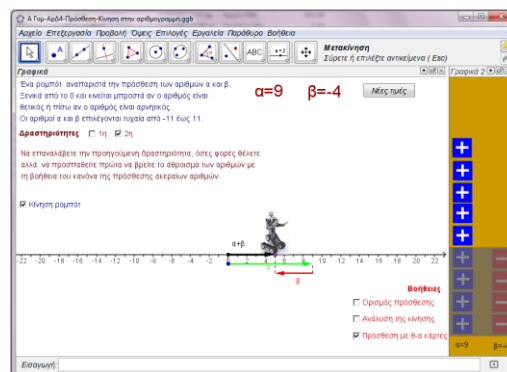 Α Γυμ-ΑρΔ4-Πρόσθεση-Κίνηση στην αριθμογραμμή.ggb
Αρχείο Επεξεργασία Προβολή Όψεις Επιλογές Εργαλεία Παράθυρο Βοήθεια
ABC
a=2
Μετακίνηση
Σύρετε ή επιλέξτε αντικείμενα ( Esc)
Γραφικά
Γραφικά 2
Ένα ρομπότ αναπαριστά την πρόσθεση των αριθμών α και β.
Ξεκινά από το 0 και κινείται μπροστά αν ο αριθμός είναι
θετικός ή πίσω αν ο αριθμός είναι αρνητικός.
Οι αριθμοί α και β επιλέγονται τυχαία από -11 έως 11.
α=9 β=-4
Νέες τιμές
Δραστηριότητες 1η 2η
Να επαναλάβετε την προηγούμενη δραστηριότητα, όσες φορές θέλετε
αλλά να προσπαθείτε πρώτα να βρείτε το άθροισμα των αριθμών με
τη βοήθεια του κανόνα της πρόσθεσης ακεραίων αριθμών.
Κίνηση ρομπότ
α+β
-22 -20 -18 -16 -14 -12 -10 -8 -6 -4 -2 0 2 4 6 8 10 12 14 16 18 20 22
α
β
Βοήθειες
Ορισμός πρόσθεσης
Ανάλυση της κίνησης
Πρόσθεση με θ-α κάρτες
α=9 β=-4
Εισαγωγή: